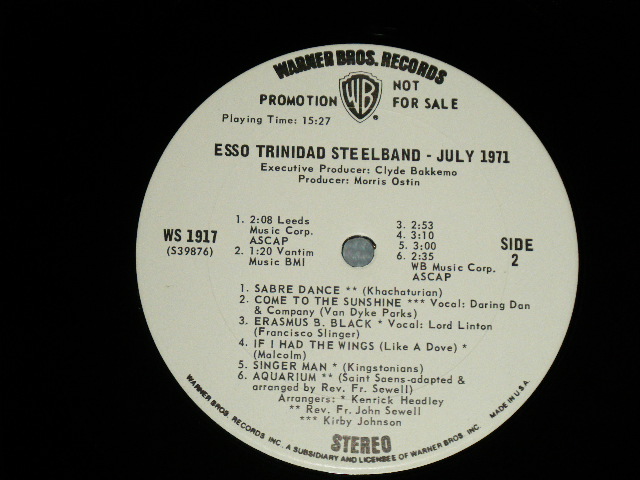 WARNER BROS. RECORDS
PROMOTION
WB
®
NOT
FOR SALE
Playing Time: 15:27
ESSO TRINIDAD STEELBAND - JULY 1971
Executive Producer: Clyde Bakkemo
Producer: Morris Ostin
WS 1917
(S39876)
1. 2:08 Leeds
Music Corp.
ASCAP
2. 1:20 Vantim
Music BMI
3. 2:53
4. 3:10
5. 3:00
6. 2:35
WB Music Corp.
ASCAP
SIDE
2
1. SABRE DANCE ** (Khachaturian)
2. COME TO THE SUNSHINE *** Vocal: Daring Dan
& Company (Van Dyke Parks)
3. ERASMUS B. BLACK * Vocal: Lord Linton
(Francisco Slinger)
4. IF I HAD THE WINGS (Like A Dove) *
(Malcolm)
5. SINGER MAN * (Kingstonians)
6. AQUARIUM ** (Saint Saens-adapted &
arranged by Rev. Fr. Sewell)
Arrangers: * Kenrick Headley
** Rev. Fr. John Sewell
*** Kirby Johnson
STEREO
WARNER BROS. RECORDS INC. A SUBSIDIARY AND LICENSEE OF WARNER BROS. INC. MADE IN U.S.A.